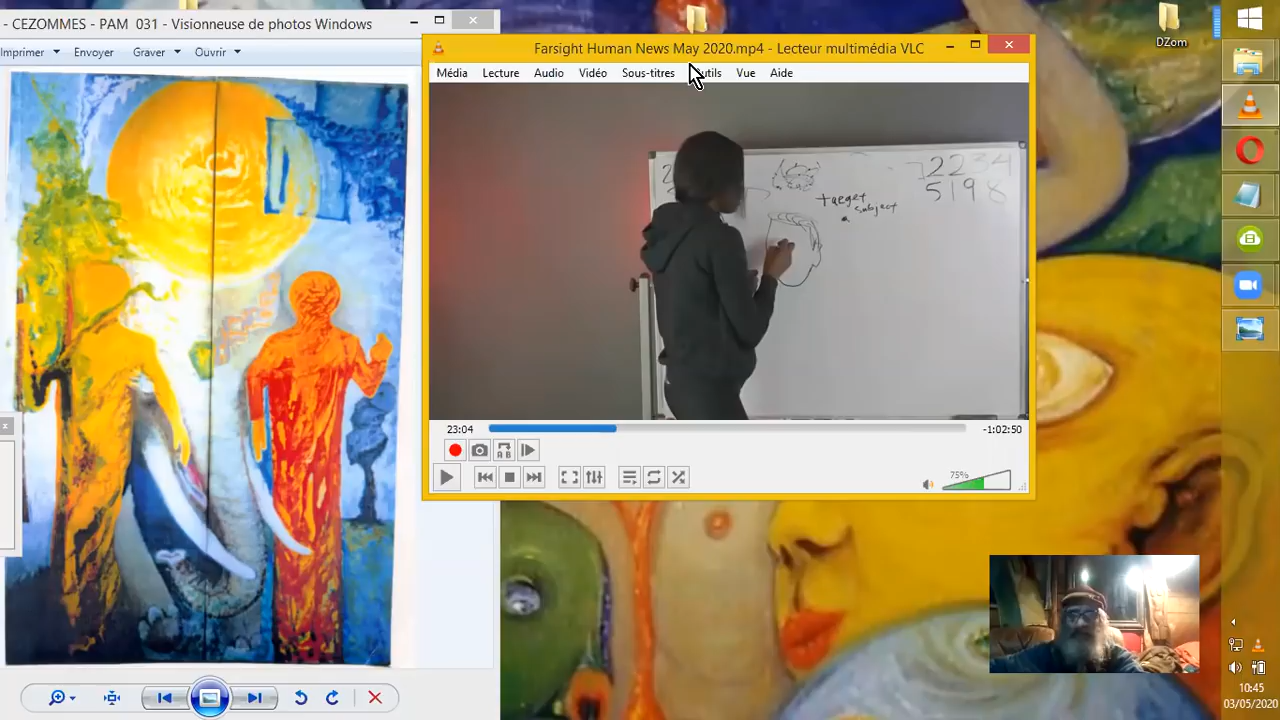 - CEZOMMES - PAM 031 - Visionneuse de photos Windows
Imprimer Envoyer Graver Ouvrir
Farsight Human News May 2020.mp4 - Lecteur multimédia VLC
Média Lecture Audio Vidéo Sous-titres utils Vue Aide
2234
5198
target
subject
a
23:04
-1:02:50
75%
DZom
10:45
03/05/2020